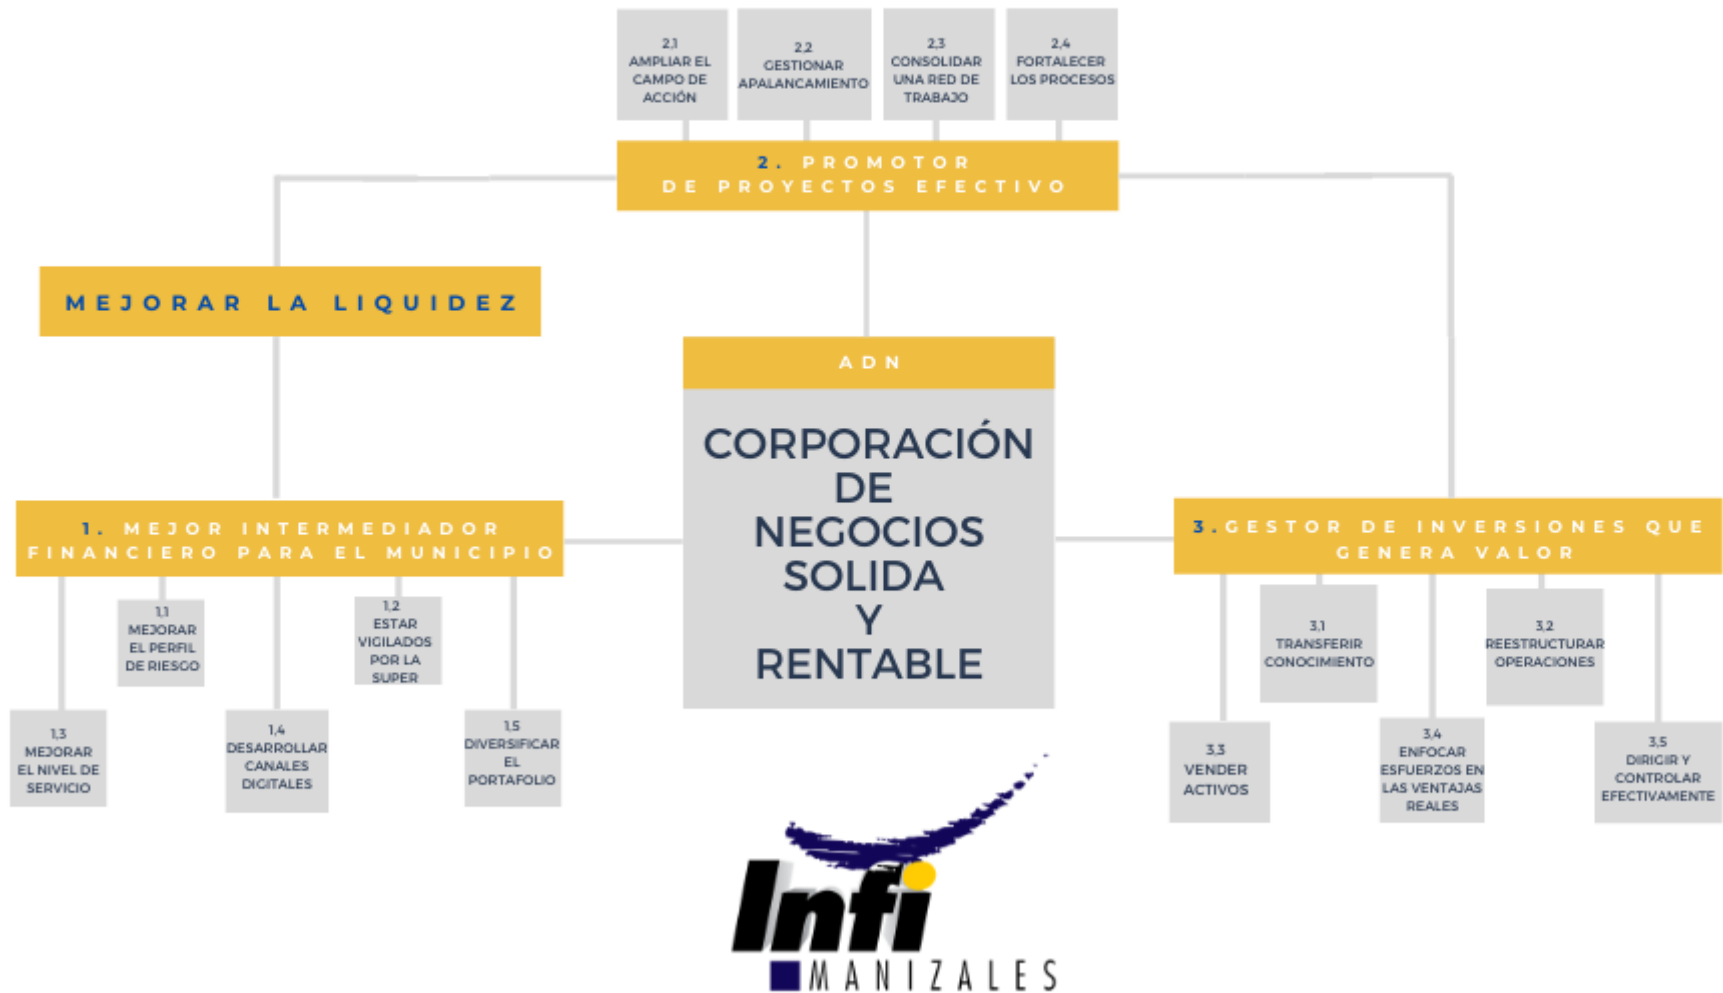 2,1
AMPLIAR EL
CAMPO DE
ACCIÓN
2,2
GESTIONAR
APALANCAMIENTO
2,3
CONSOLIDAR
UNA RED DE
TRABAJO
2,4
FORTALECER
LOS PROCESOS
2. PROMOTOR
DE PROYECTOS EFECTIVO
MEJORAR LA LIQUIDEZ
ADN
CORPORACIÓN
DE
NEGOCIOS
SOLIDA
Y
RENTABLE
1. MEJOR INTERMEDIADOR
FINANCIERO PARA EL MUNICIPIO
1,1
MEJORAR
EL PERFIL
DE RIESGO
1,2
ESTAR
VIGILADOS
POR LA
SUPER
1,3
MEJORAR
EL NIVEL DE
SERVICIO
1,4
DESARROLLAR
CANALES
DIGITALES
1,5
DIVERSIFICAR
EL
PORTAFOLIO
3.GESTOR DE INVERSIONES QUE
GENERA VALOR
3,1
TRANSFERIR
CONOCIMIENTO
3,2
REESTRUCTURAR
OPERACIONES
3,3
VENDER
ACTIVOS
3,4
ENFOCAR
ESFUERZOS EN
LAS VENTAJAS
REALES
3,5
DIRIGIR Y
CONTROLAR
EFECTIVAMENTE
Infi
MANIZALES